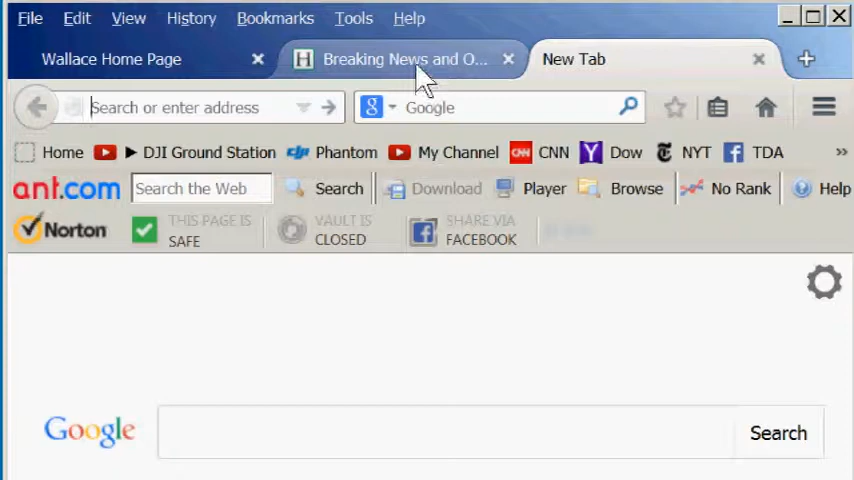 File Edit View History Bookmarks Tools Help
Wallace Home Page Breaking News and O... New Tab
Search or enter address Google
Home DJI Ground Station dji Phantom My Channel CNN CNN Dow NYT TDA »
ant.com Search the Web Search Download Player Browse No Rank Help
Norton THIS PAGE IS SAFE VAULT IS CLOSED SHARE VIA FACEBOOK
Google Search